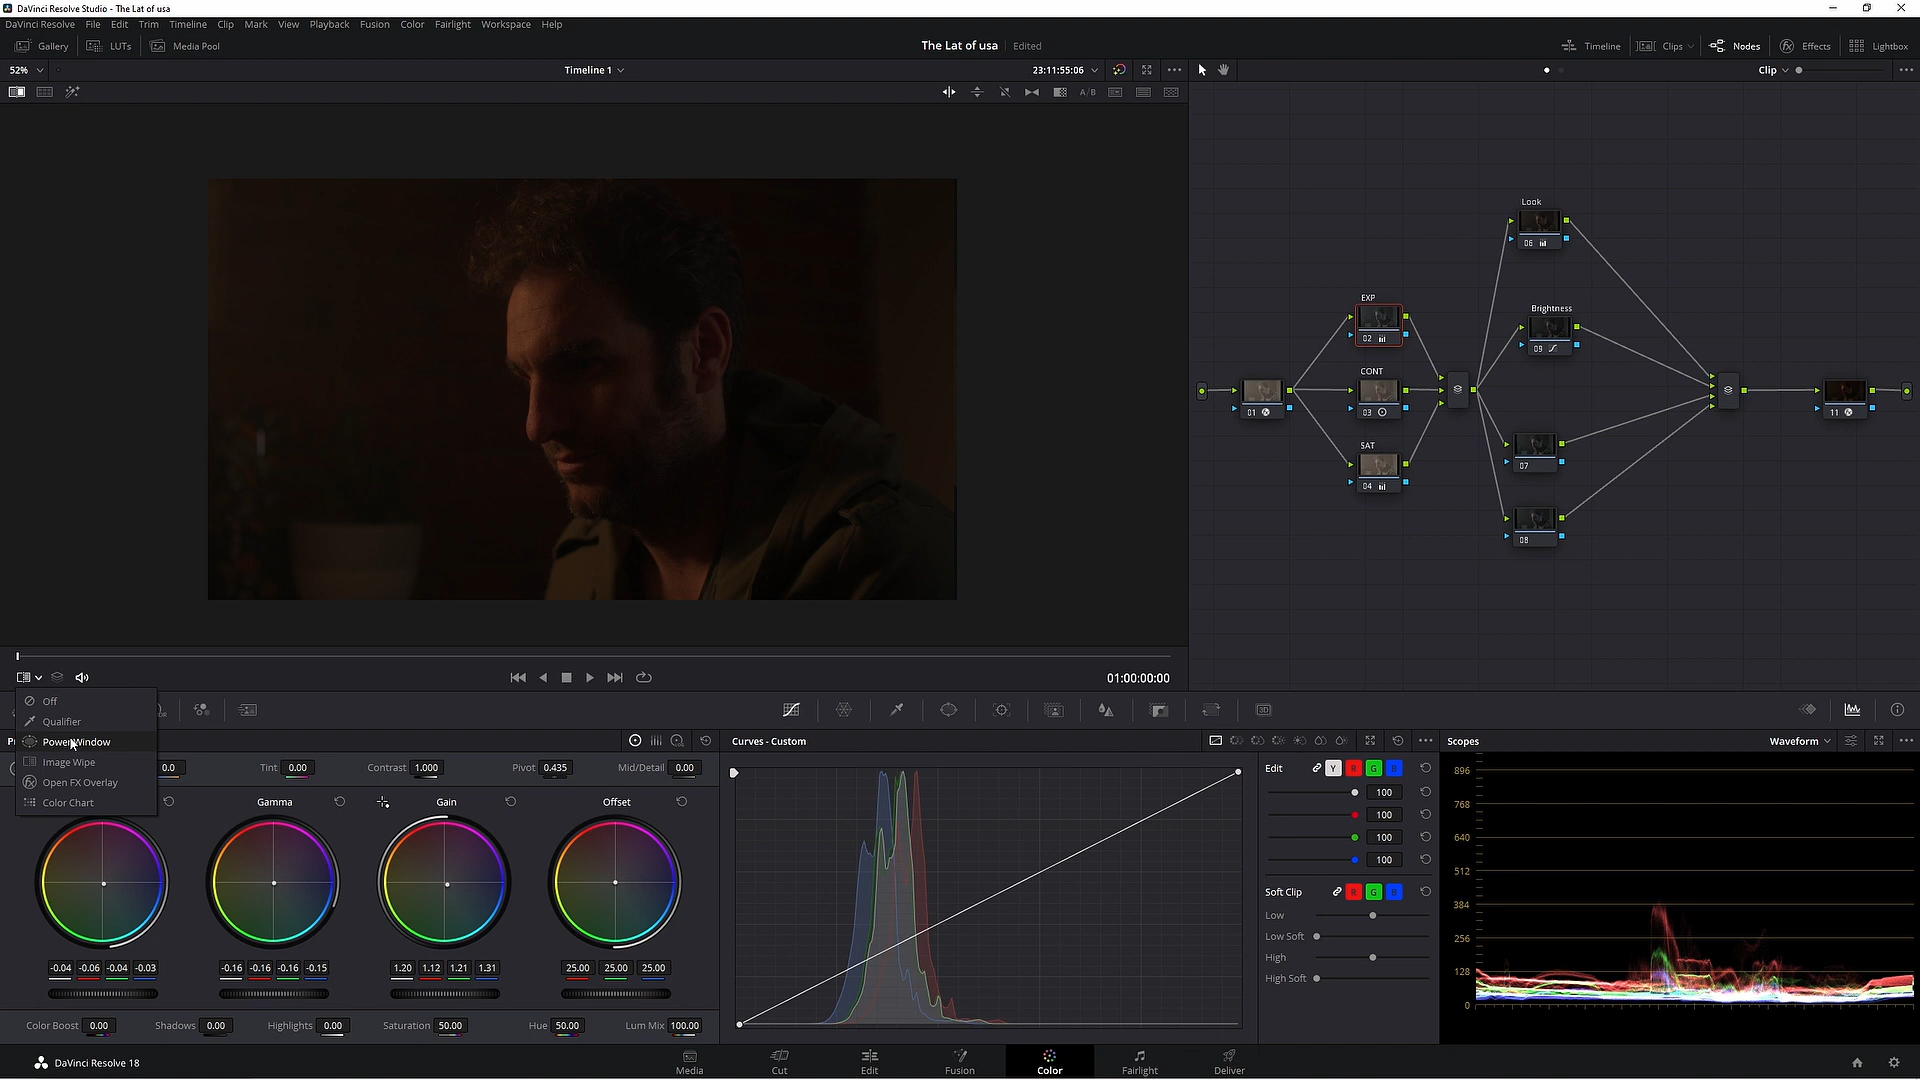 DaVinci Resolve Studio - The Lat of usa
DaVinci Resolve File Edit Trim Timeline Clip Mark View Playback Fusion Color Fairlight Workspace Help
Gallery LUTs Media Pool The Lat of usa Edited Timeline Clips Nodes Effects Lightbox
52% Timeline 1 23:11:55:06 Clip
A/B
Look
06
EXP
02
Brightness
09
CONT
01 03 11
SAT
04
07
08
01:00:00:00
Off
Qualifier
Power Window
Image Wipe
Open FX Overlay
Color Chart
Curves - Custom
Scopes Waveform
0.0 Tint 0.00 Contrast 1.000 Pivot 0.435 Mid/Detail 0.00
Gamma Gain Offset
-0.04 -0.06 -0.04 -0.03 -0.16 -0.16 -0.16 -0.15 1.20 1.12 1.21 1.31 25.00 25.00 25.00
Color Boost 0.00 Shadows 0.00 Highlights 0.00 Saturation 50.00 Hue 50.00 Lum Mix 100.00
Edit Y R G B
100
100
100
100
Soft Clip R G B
Low
Low Soft
High
High Soft
896
768
640
512
384
256
128
0
3D
DaVinci Resolve 18
Media Cut Edit Fusion Color Fairlight Deliver